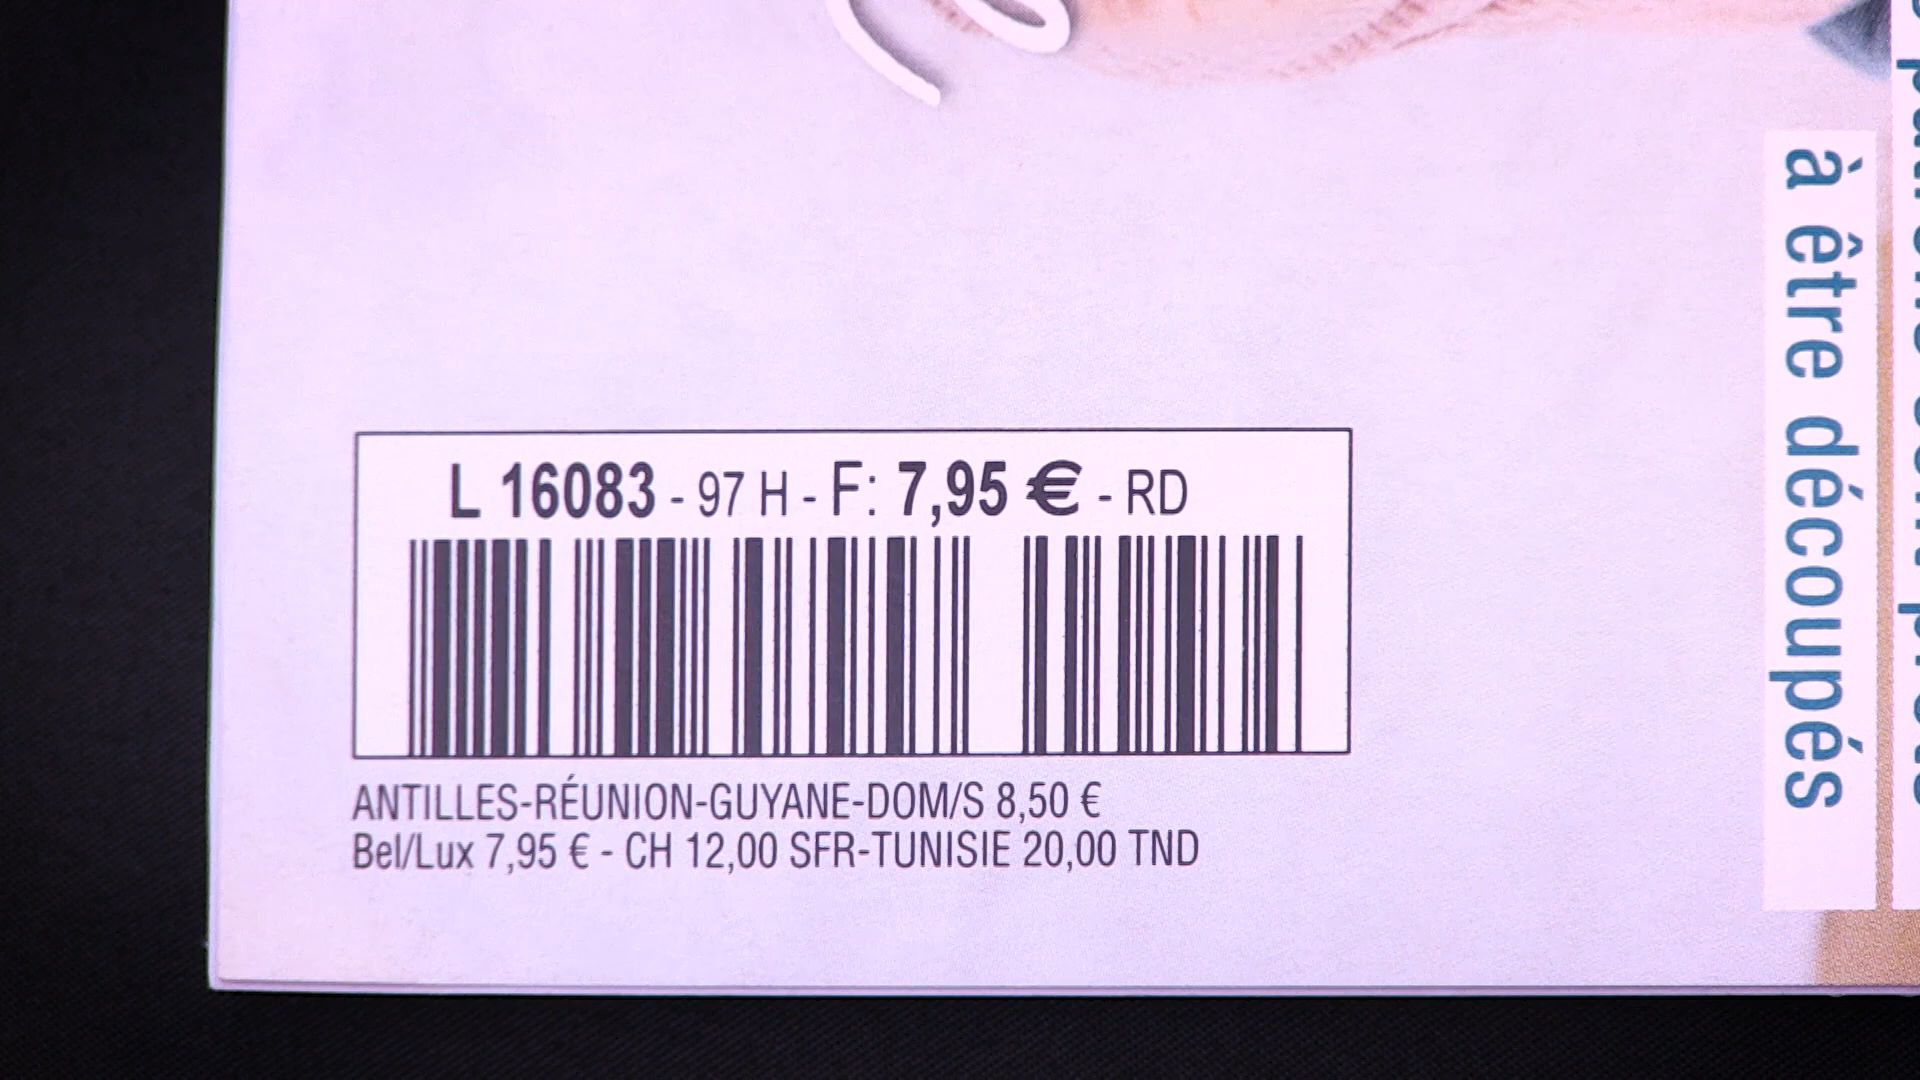 L 16083 - 97 H - F: 7,95 € - RD
ANTILLES-RÉUNION-GUYANE-DOM/S 8,50 €
Bel/Lux 7,95 € - CH 12,00 SFR-TUNISIE 20,00 TND
à être découpés